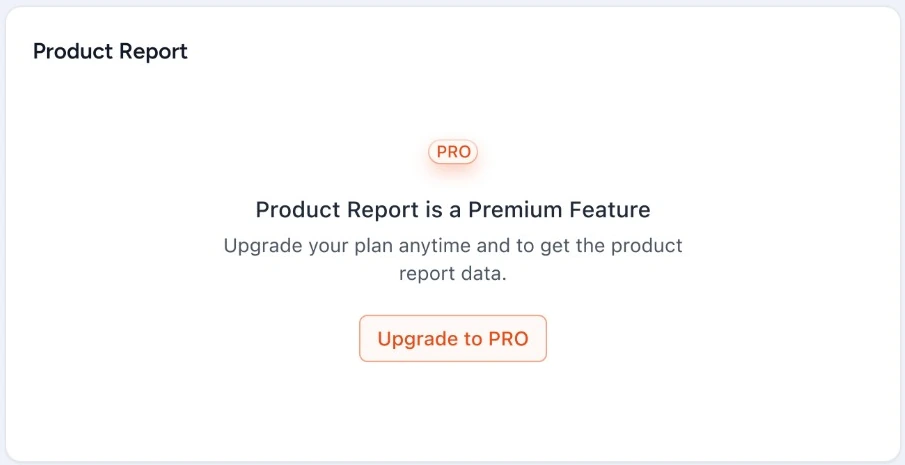 Product Report
PRO
Product Report is a Premium Feature
Upgrade your plan anytime and to get the product
report data.
Upgrade to PRO